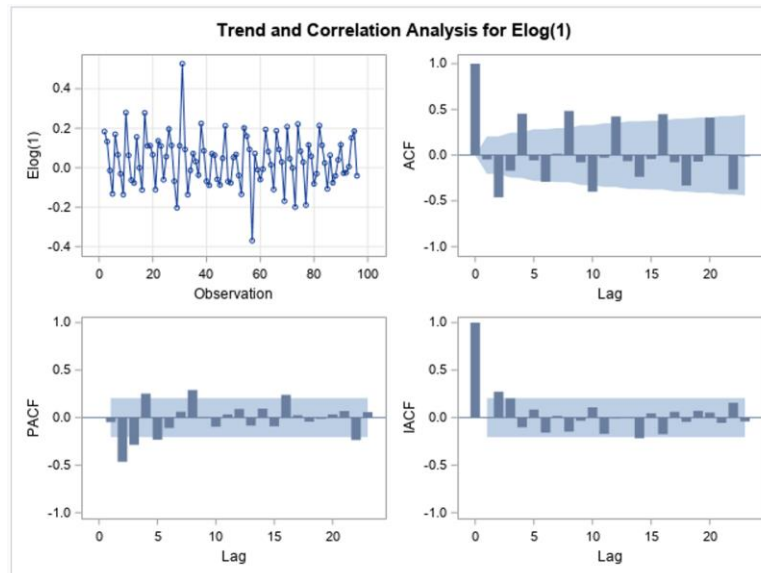 Trend and Correlation Analysis for Elog(1)
Elog(1)
0.4
0.2
0.0
-0.2
-0.4
0 20 40 60 80 100
Observation
ACF
1.0
0.5
0.0
-0.5
-1.0
0 5 10 15 20
Lag
PACF
1.0
0.5
0.0
-0.5
-1.0
0 5 10 15 20
Lag
IACF
1.0
0.5
0.0
-0.5
-1.0
0 5 10 15 20
Lag